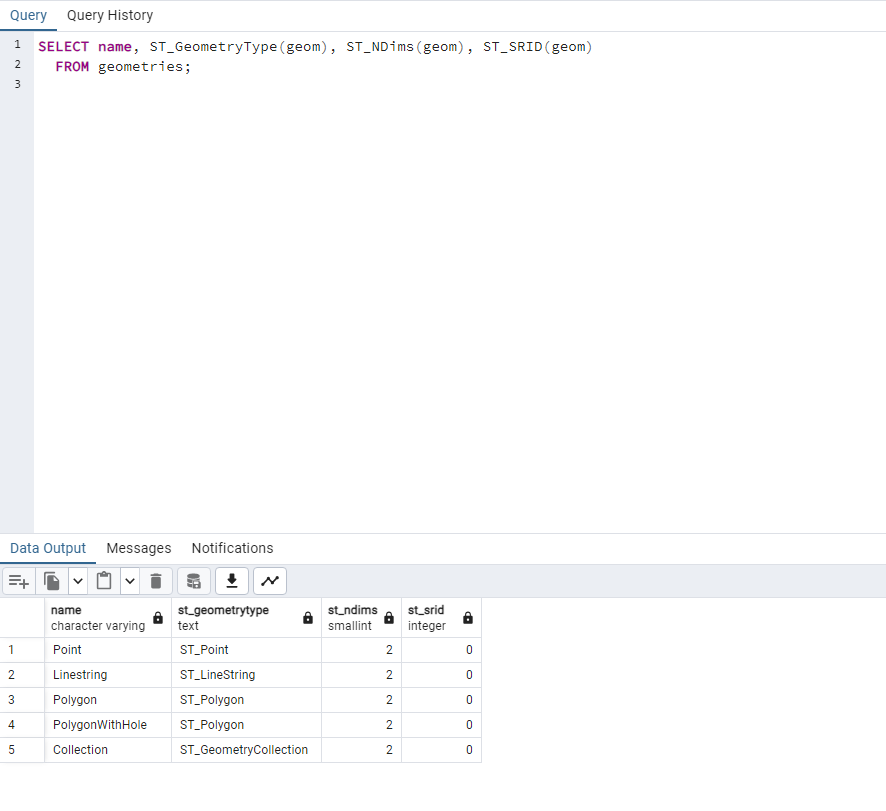 Query Query History
1 SELECT name, ST_GeometryType(geom), ST_NDims(geom), ST_SRID(geom)
2 FROM geometries;
3
Data Output Messages Notifications
name st_geometrytype st_ndims st_srid
character varying text smallint integer
1 Point ST_Point 2 0
2 Linestring ST_LineString 2 0
3 Polygon ST_Polygon 2 0
4 PolygonWithHole ST_Polygon 2 0
5 Collection ST_GeometryCollection 2 0